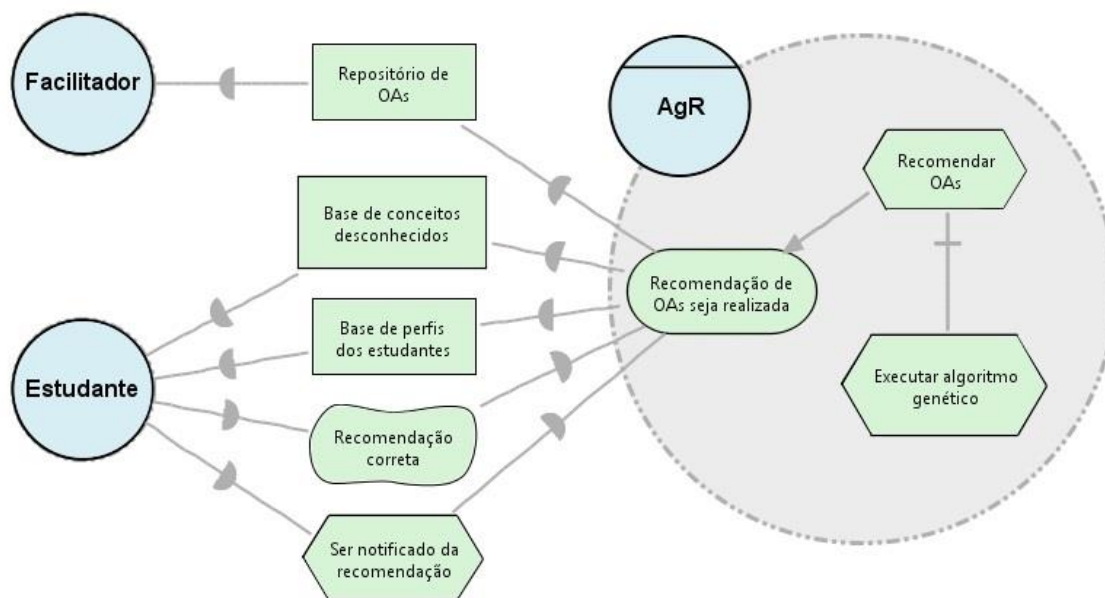 Facilitador
Repositório de
OAs
AgR
Recomendar
OAs
Base de conceitos
desconhecidos
Recomendação de
OAs seja realizada
Base de perfis
dos estudantes
Estudante
Executar algoritmo
genético
Recomendação
correta
Ser notificado da
recomendação